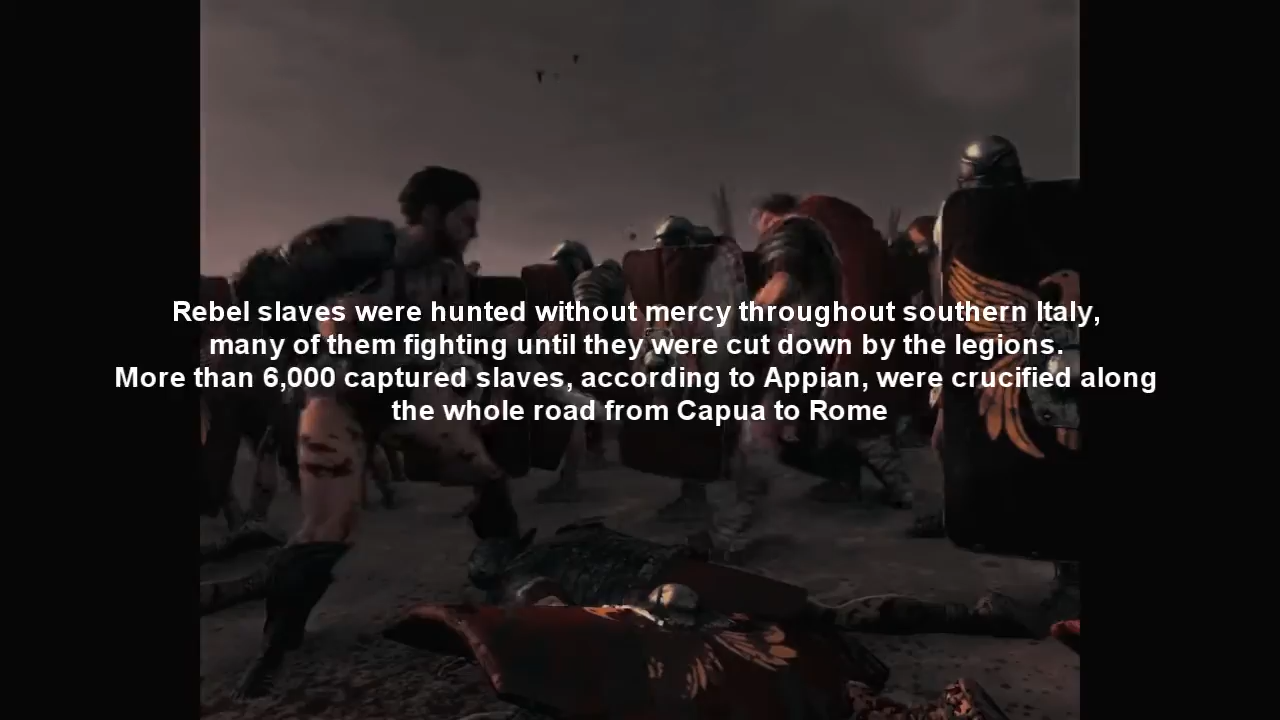 Rebel slaves were hunted without mercy throughout southern Italy,
many of them fighting until they were cut down by the legions.
More than 6,000 captured slaves, according to Appian, were crucified along
the whole road from Capua to Rome